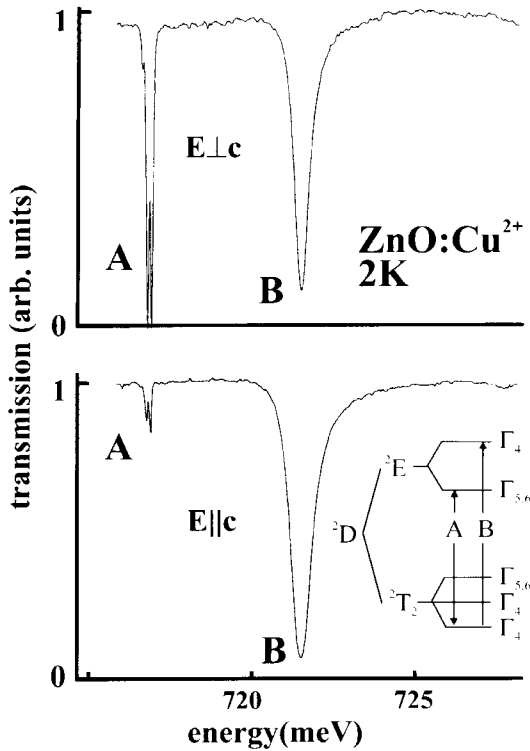 transmission (arb. units)
1
A
E⊥c
B
ZnO:Cu²⁺
2K
0
1
A
E||c
B
0
²D
²E
²T₂
Γ₄
Γ₅,₆
A
B
Γ₅,₆
Γ₄
Γ₄
720
725
energy(meV)